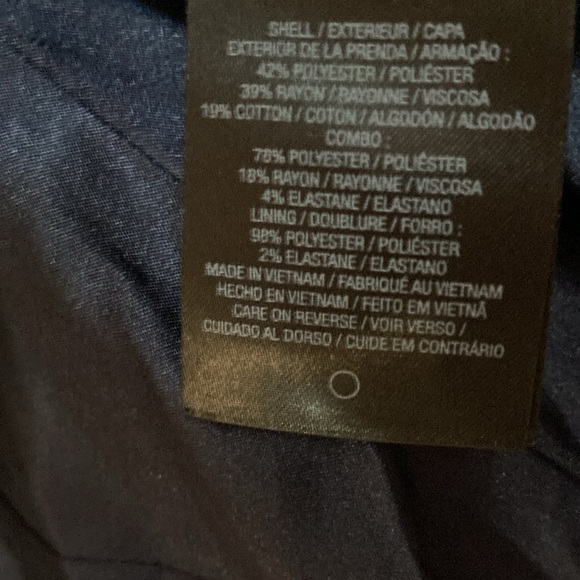 SHELL / EXTERIEUR / CAPA
EXTERIOR DE LA PRENDA / ARMAÇÃO :
42% POLYESTER / POLIÉSTER
39% RAYON / RAYONNE / VISCOSA
19% COTTON / COTON / ALGODÓN / ALGODÃO
COMBO :
78% POLYESTER / POLIÉSTER
18% RAYON / RAYONNE / VISCOSA
4% ELASTANE / ELASTANO
LINING / DOUBLURE / FORRO :
98% POLYESTER / POLIÉSTER
2% ELASTANE / ELASTANO
MADE IN VIETNAM / FABRIQUÉ AU VIETNAM
HECHO EN VIETNAM / FEITO EM VIETNÃ
CARE ON REVERSE / VOIR VERSO /
CUIDADO AL DORSO / CUIDE EM CONTRÁRIO